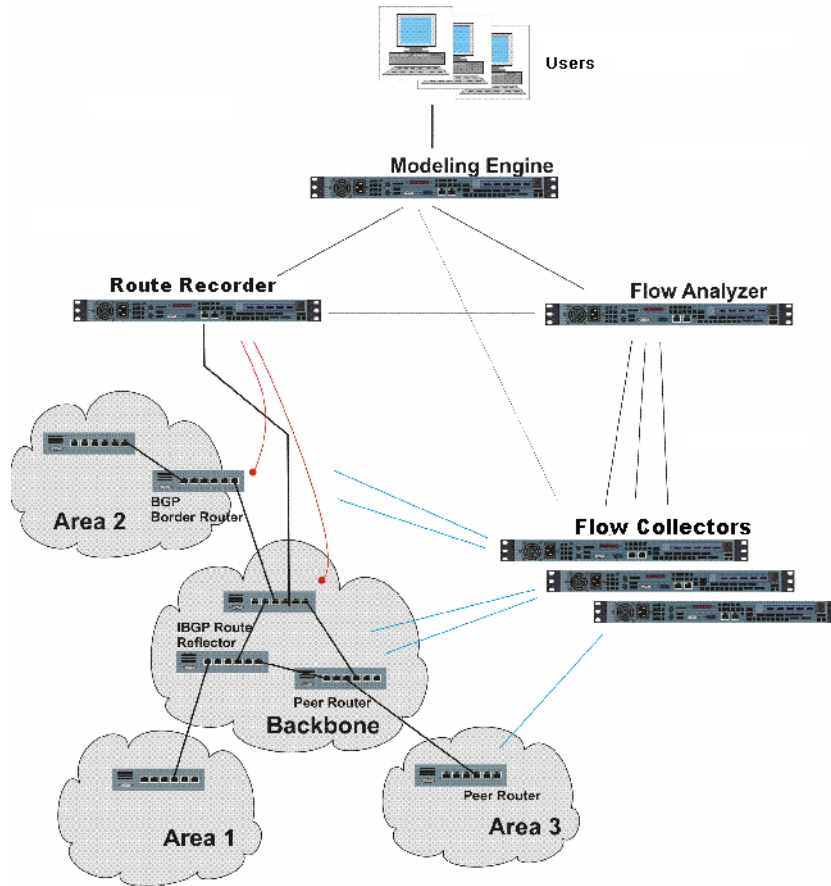 Users
Modeling Engine
Route Recorder
Flow Analyzer
BGP
Border Router
Area 2
Flow Collectors
IBGP Route
Reflector
Peer Router
Backbone
Peer Router
Area 1
Area 3